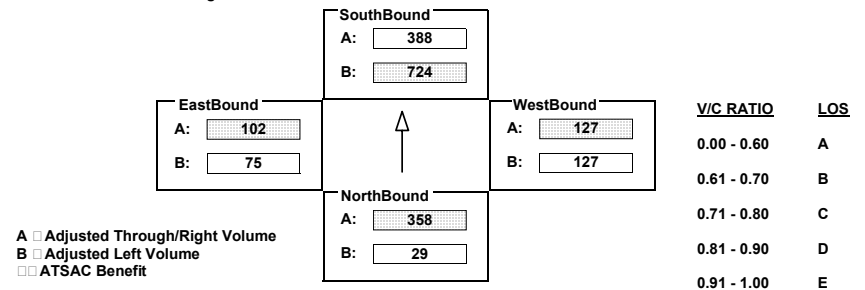 SouthBound
A: 388
B: 724
EastBound
A: 102
B: 75
WestBound
A: 127
B: 127
NorthBound
A: 358
B: 29
A □ Adjusted Through/Right Volume
B □ Adjusted Left Volume
□□ ATSAC Benefit
V/C RATIO LOS
0.00 - 0.60 A
0.61 - 0.70 B
0.71 - 0.80 C
0.81 - 0.90 D
0.91 - 1.00 E